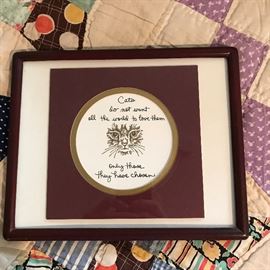 Cats
do not want
all the world to love them
only those
they have chosen.